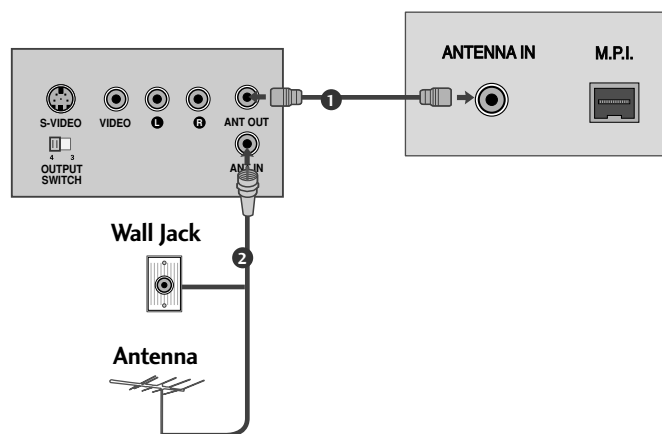 ANTENNA IN M.P.I.
S-VIDEO VIDEO L R ANT OUT
1
4 3
OUTPUT
SWITCH
ANT IN
Wall Jack
2
Antenna